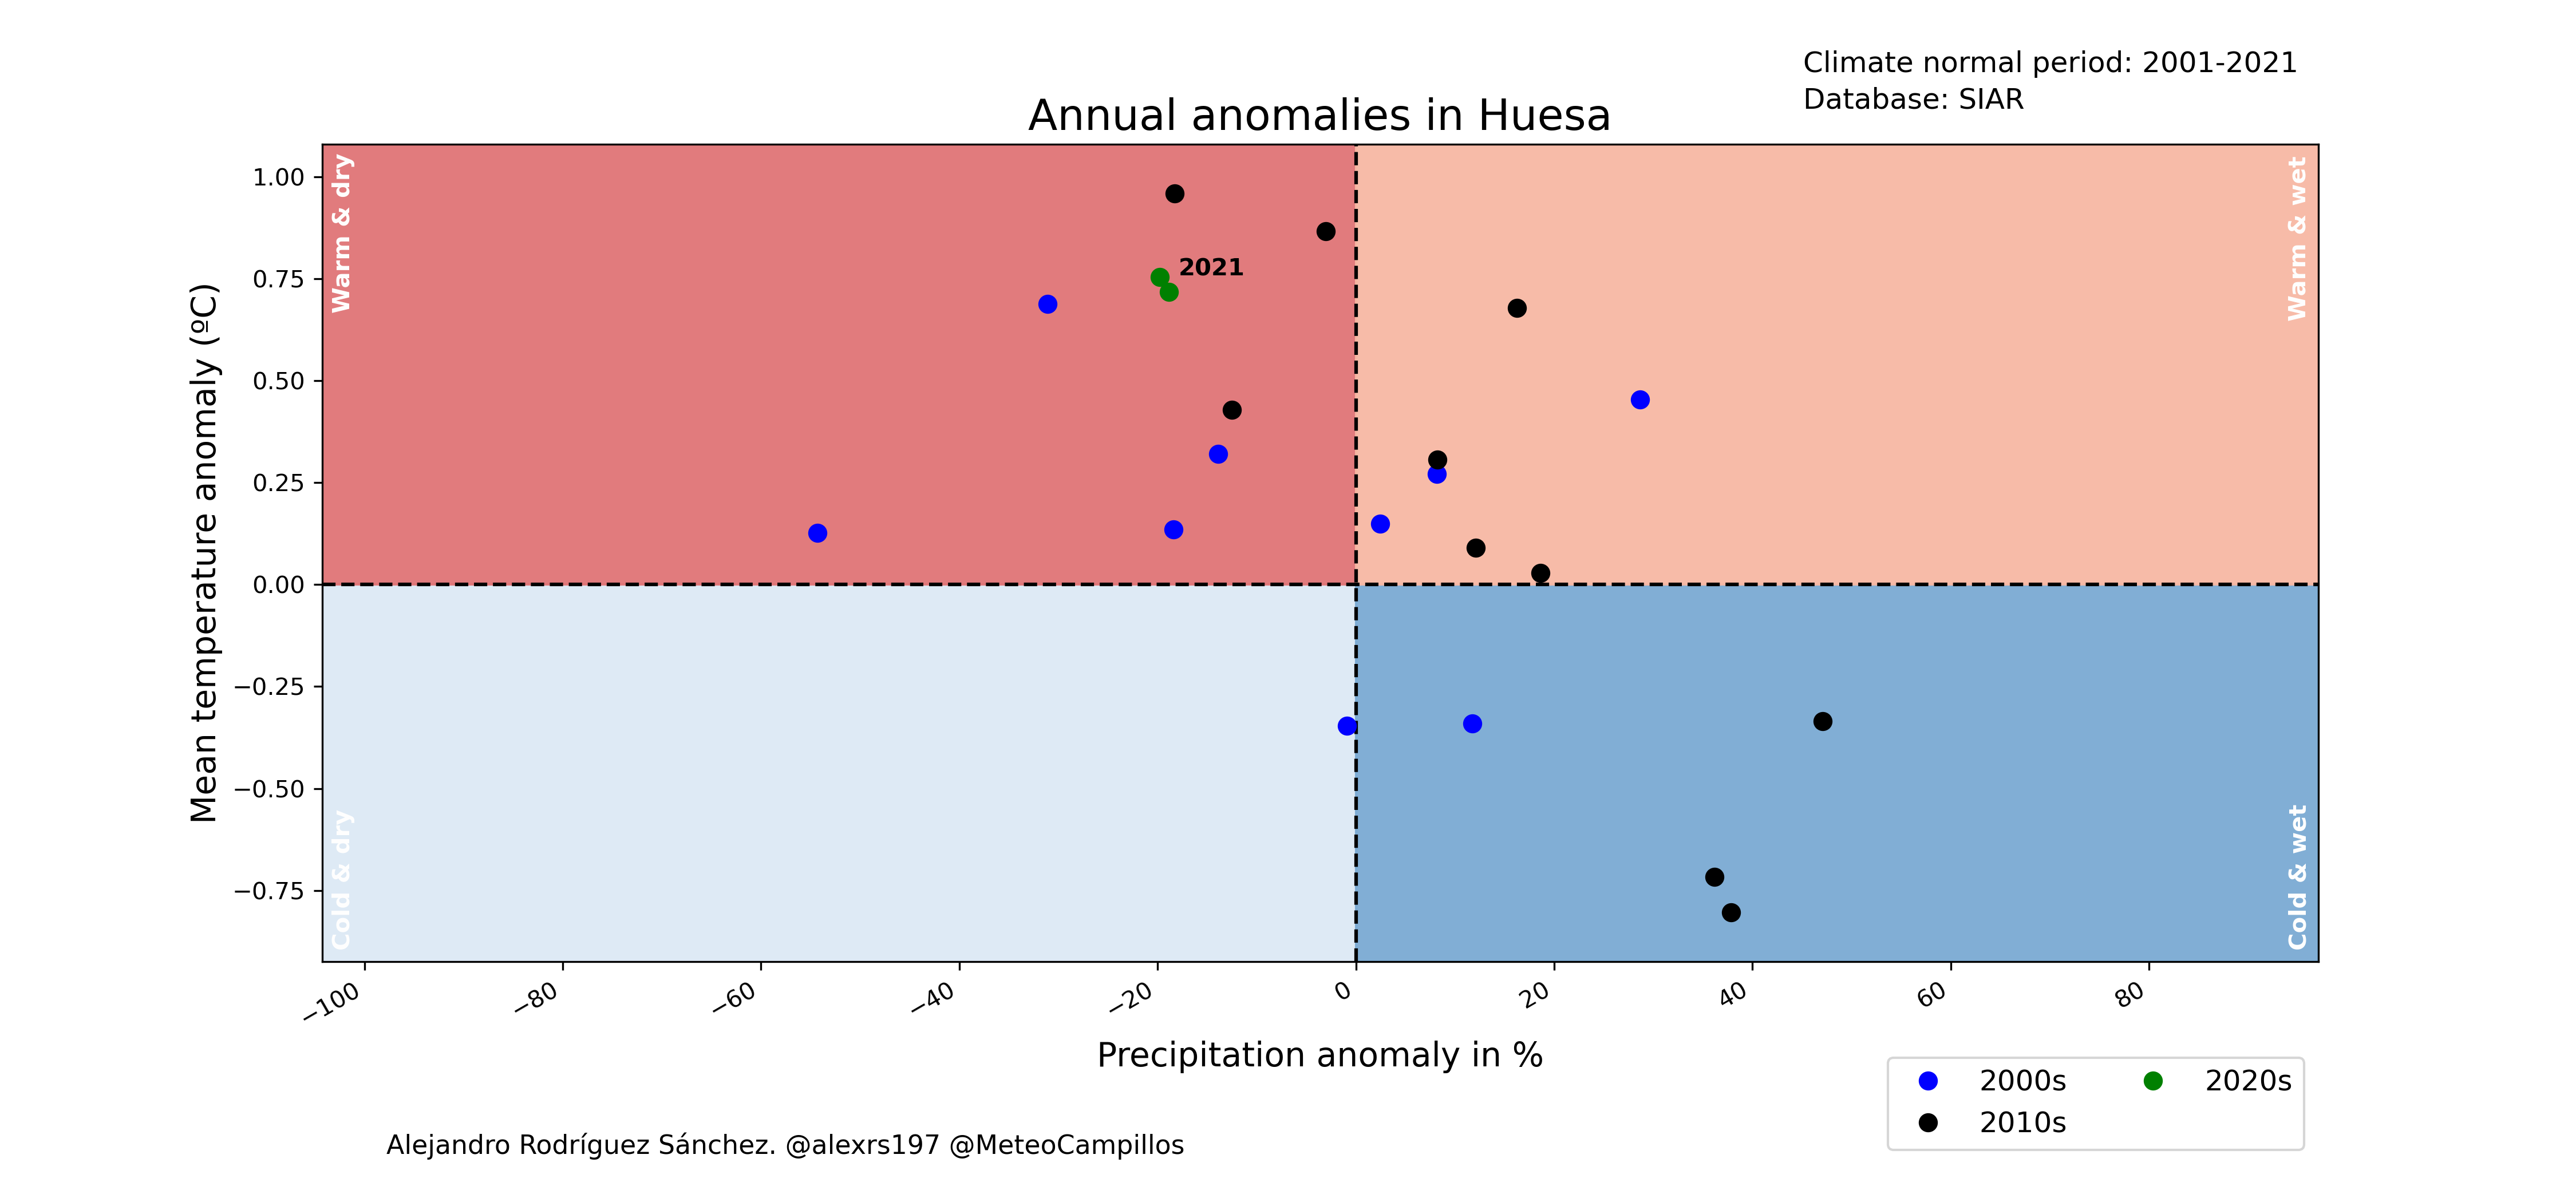 Climate normal period: 2001-2021
Database: SIAR
Annual anomalies in Huesa
Warm & dry
Warm & wet
Cold & dry
Cold & wet
2021
Mean temperature anomaly (ºC)
1.00
0.75
0.50
0.25
0.00
−0.25
−0.50
−0.75
−100
−80
−60
−40
−20
0
20
40
60
80
Precipitation anomaly in %
2000s
2010s
2020s
Alejandro Rodríguez Sánchez. @alexrs197 @MeteoCampillos